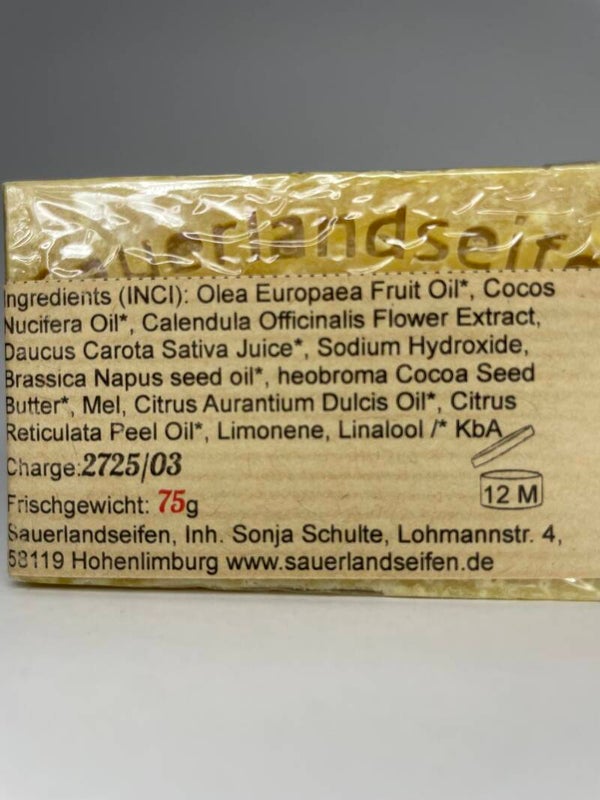 Sauerlandseife
Ingredients (INCI): Olea Europaea Fruit Oil*, Cocos
Nucifera Oil*, Calendula Officinalis Flower Extract,
Daucus Carota Sativa Juice*, Sodium Hydroxide,
Brassica Napus seed oil*, heobroma Cocoa Seed
Butter*, Mel, Citrus Aurantium Dulcis Oil*, Citrus
Reticulata Peel Oil*, Limonene, Linalool /* KbA
Charge:2725/03
12 M
Frischgewicht: 75g
Sauerlandseifen, Inh. Sonja Schulte, Lohmannstr. 4,
58119 Hohenlimburg www.sauerlandseifen.de